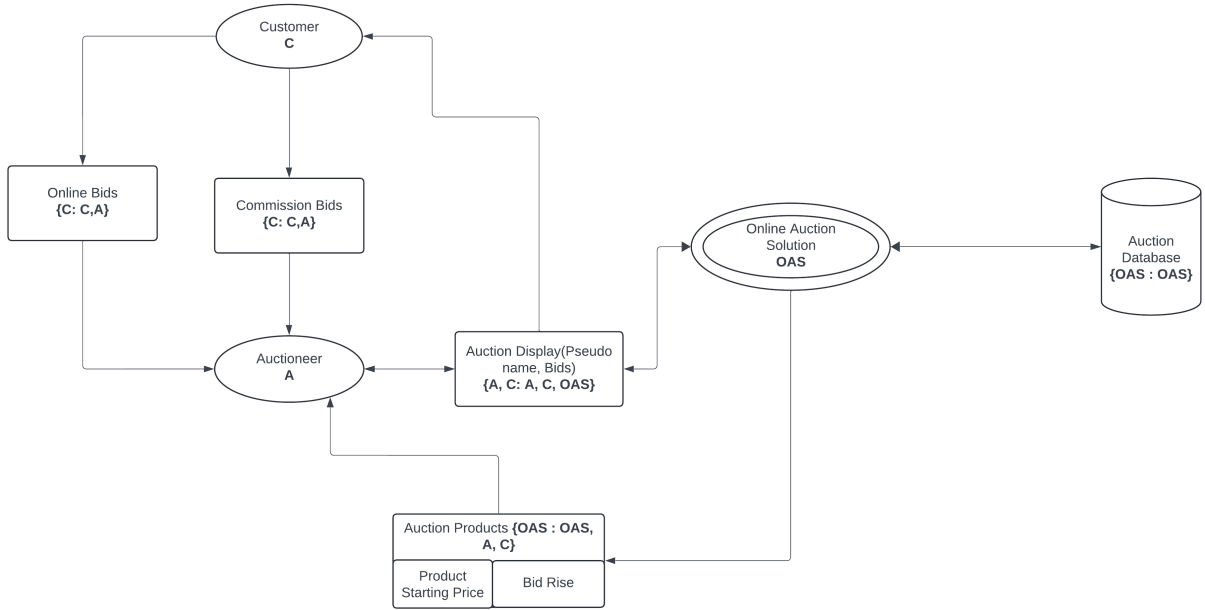 Customer
C
Online Bids
{C: C,A}
Commission Bids
{C: C,A}
Online Auction
Solution
OAS
Auction
Database
{OAS : OAS}
Auctioneer
A
Auction Display(Pseudo
name, Bids)
{A, C: A, C, OAS}
Auction Products {OAS : OAS,
A, C}
Product
Starting Price
Bid Rise